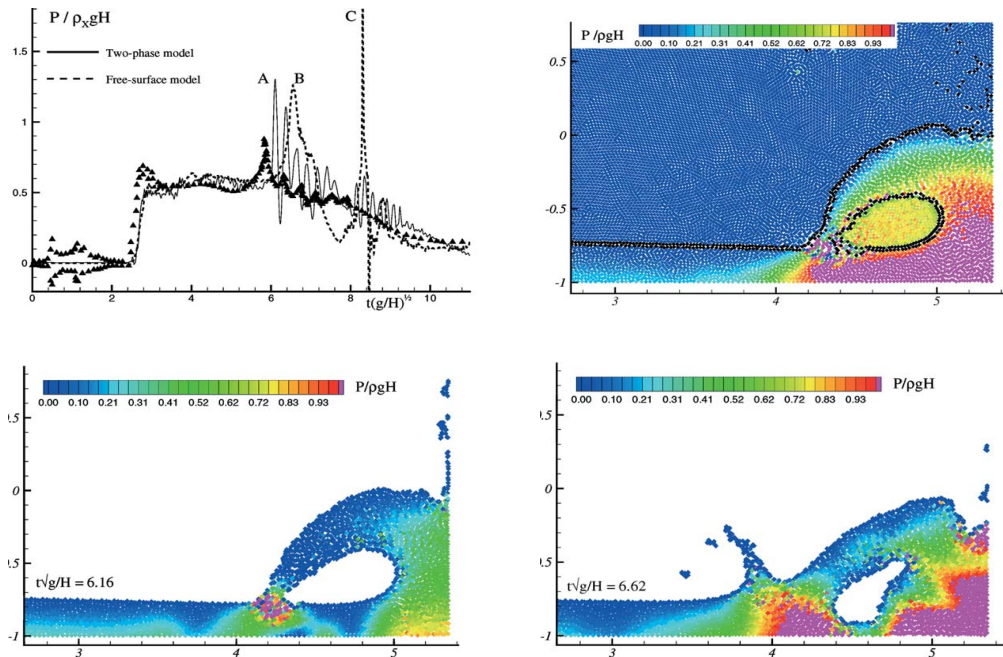 P / ρ_XgH
C
1.5
Two-phase model
Free-surface model
A
B
1
0.5
0
0 2 4 6 8 10
t(g/H)^½
P /ρgH
0.00 0.10 0.21 0.31 0.41 0.52 0.62 0.72 0.83 0.93
0.5
0
-0.5
-1
3 4 5
P/ρgH
0.00 0.10 0.21 0.31 0.41 0.52 0.62 0.72 0.83 0.93
0.5
0
t√g/H = 6.16
-1
3 4 5
P/ρgH
0.00 0.10 0.21 0.31 0.41 0.52 0.62 0.72 0.83 0.93
0.5
0
t√g/H = 6.62
-1
3 4 5